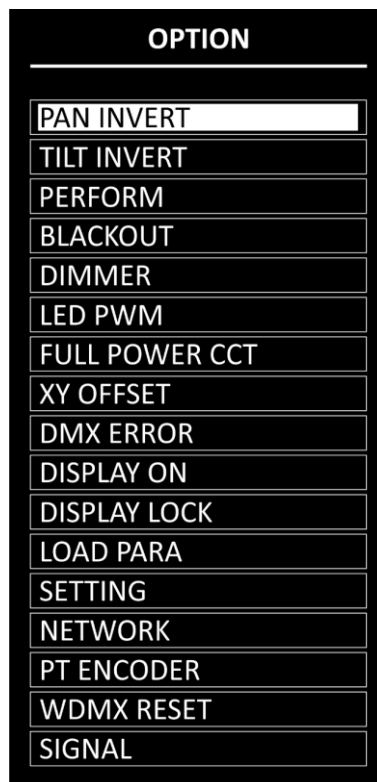 OPTION
PAN INVERT
TILT INVERT
PERFORM
BLACKOUT
DIMMER
LED PWM
FULL POWER CCT
XY OFFSET
DMX ERROR
DISPLAY ON
DISPLAY LOCK
LOAD PARA
SETTING
NETWORK
PT ENCODER
WDMX RESET
SIGNAL